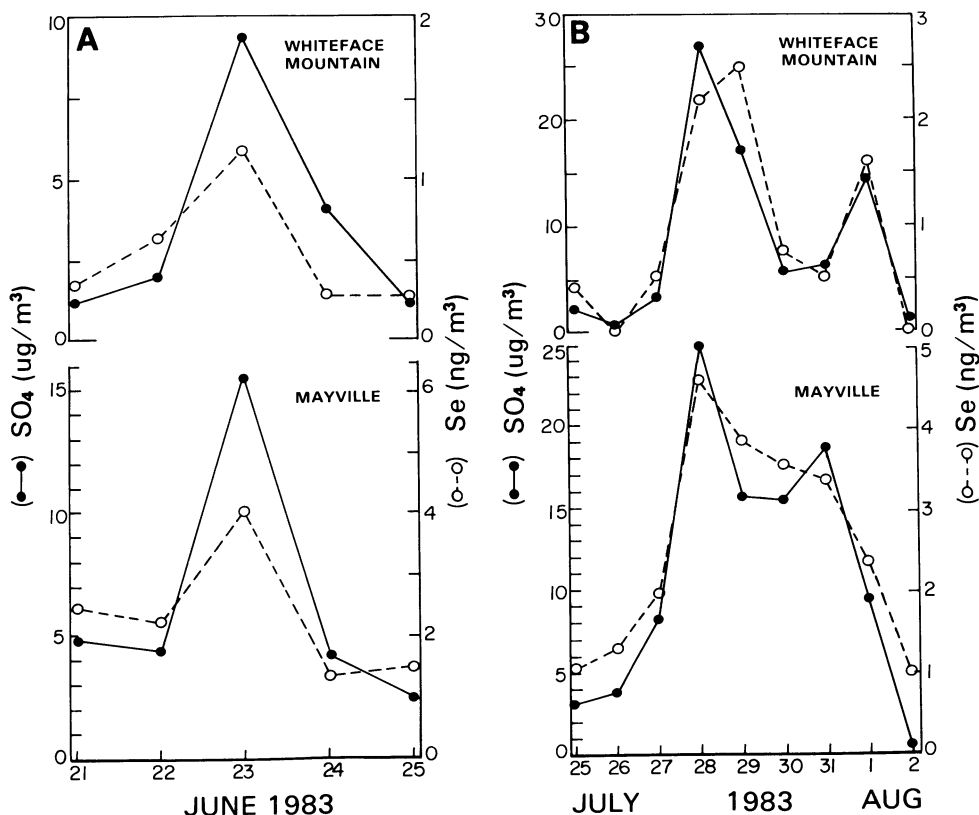 A
WHITEFACE
MOUNTAIN
10
5
0
2
1
0
MAYVILLE
15
10
5
0
6
4
2
0
(●—●) SO₄ (ug/m³)
(○--○) Se (ng/m³)
21 22 23 24 25
JUNE 1983
B
WHITEFACE
MOUNTAIN
30
20
10
0
3
2
1
0
MAYVILLE
25
20
15
10
5
0
5
4
3
2
1
0
(●—●) SO₄ (ug/m³)
(○--○) Se (ng/m³)
25 26 27 28 29 30 31 1 2
JULY 1983 AUG